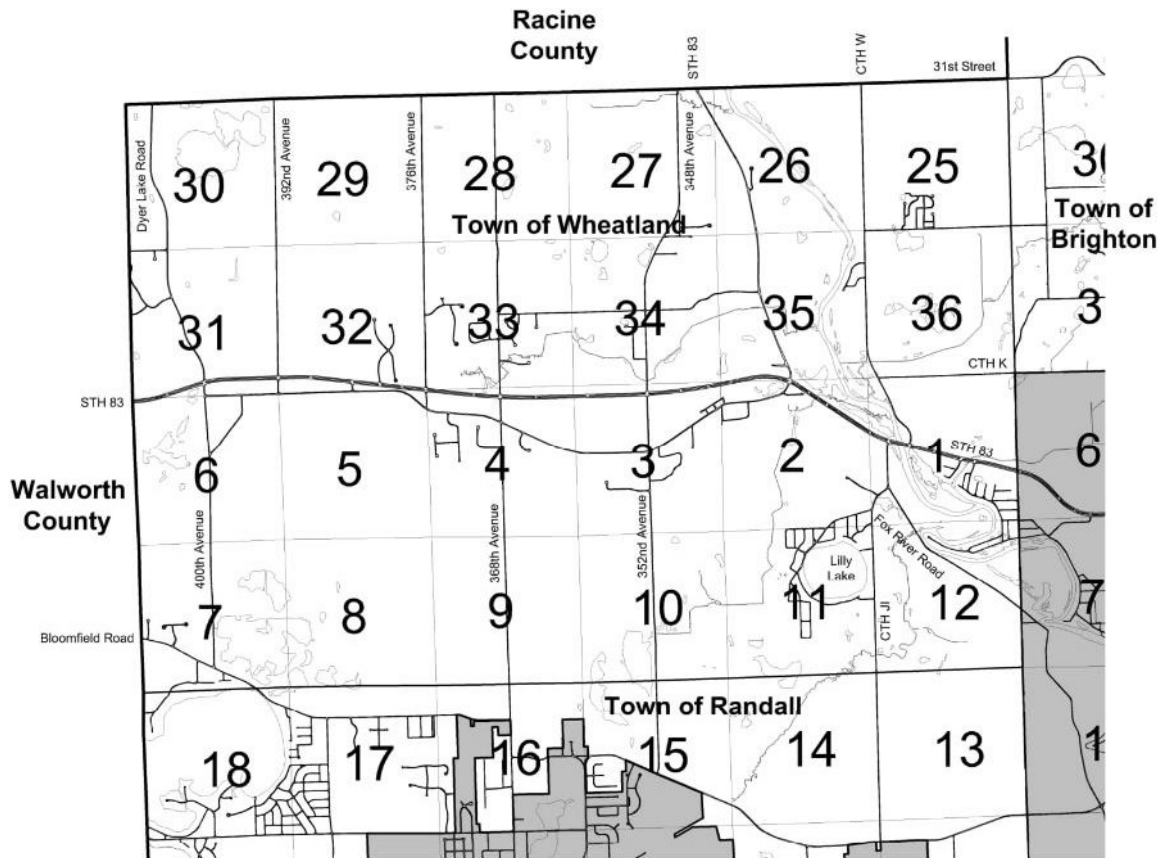 Racine
County
STH 83
CTH W
31st Street
Dyer Lake Road
392nd Avenue
376th Avenue
348th Avenue
30
29
28
27
26
25
Town of Wheatland
Town of
Brighton
31
32
33
34
35
36
CTH K
STH 83
STH 83
Walworth
County
6
5
4
3
2
1
6
400th Avenue
368th Avenue
352nd Avenue
Fox River Road
Lilly
Lake
CTH JI
7
8
9
10
11
12
7
Bloomfield Road
Town of Randall
18
17
16
15
14
13